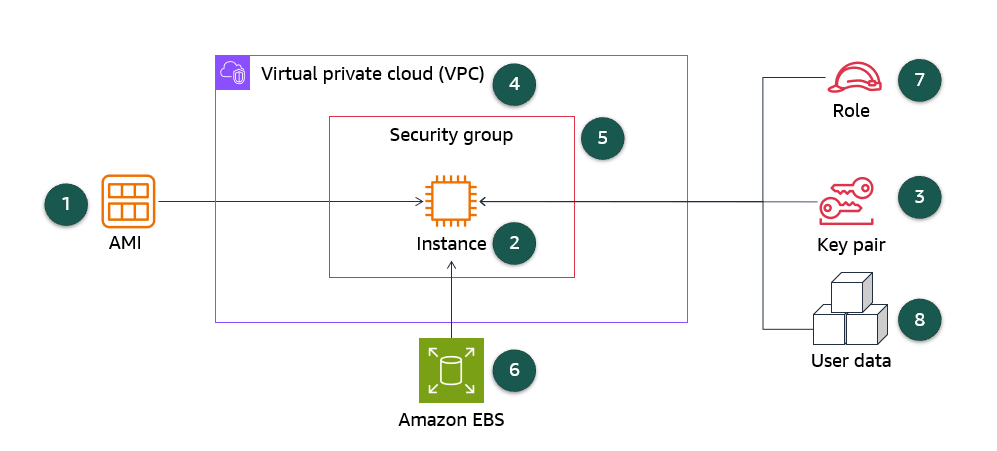 Virtual private cloud (VPC)
4
7
Role
Security group
5
1
AMI
3
Key pair
Instance
2
8
User data
6
Amazon EBS